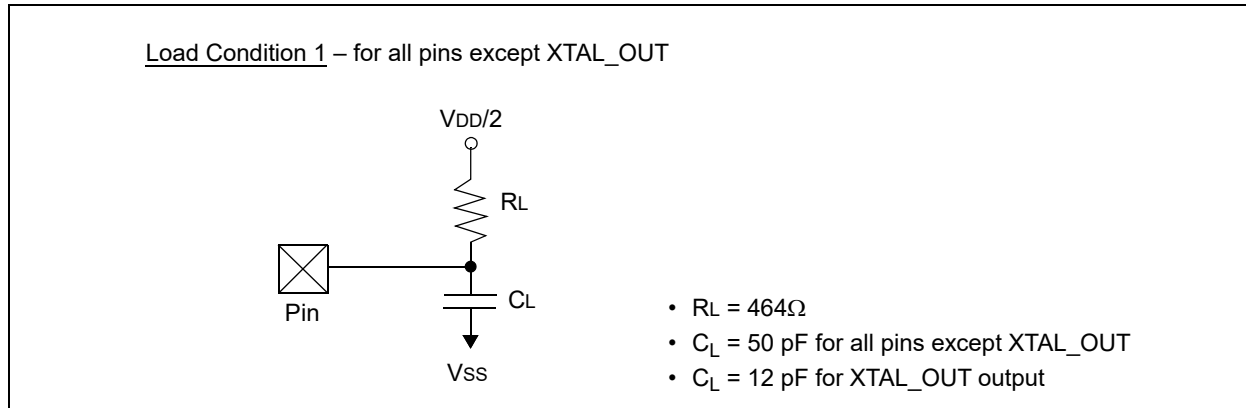 Load Condition 1 – for all pins except XTAL_OUT
VDD/2
RL
Pin
CL
VSS
• RL = 464Ω
• CL = 50 pF for all pins except XTAL_OUT
• CL = 12 pF for XTAL_OUT output